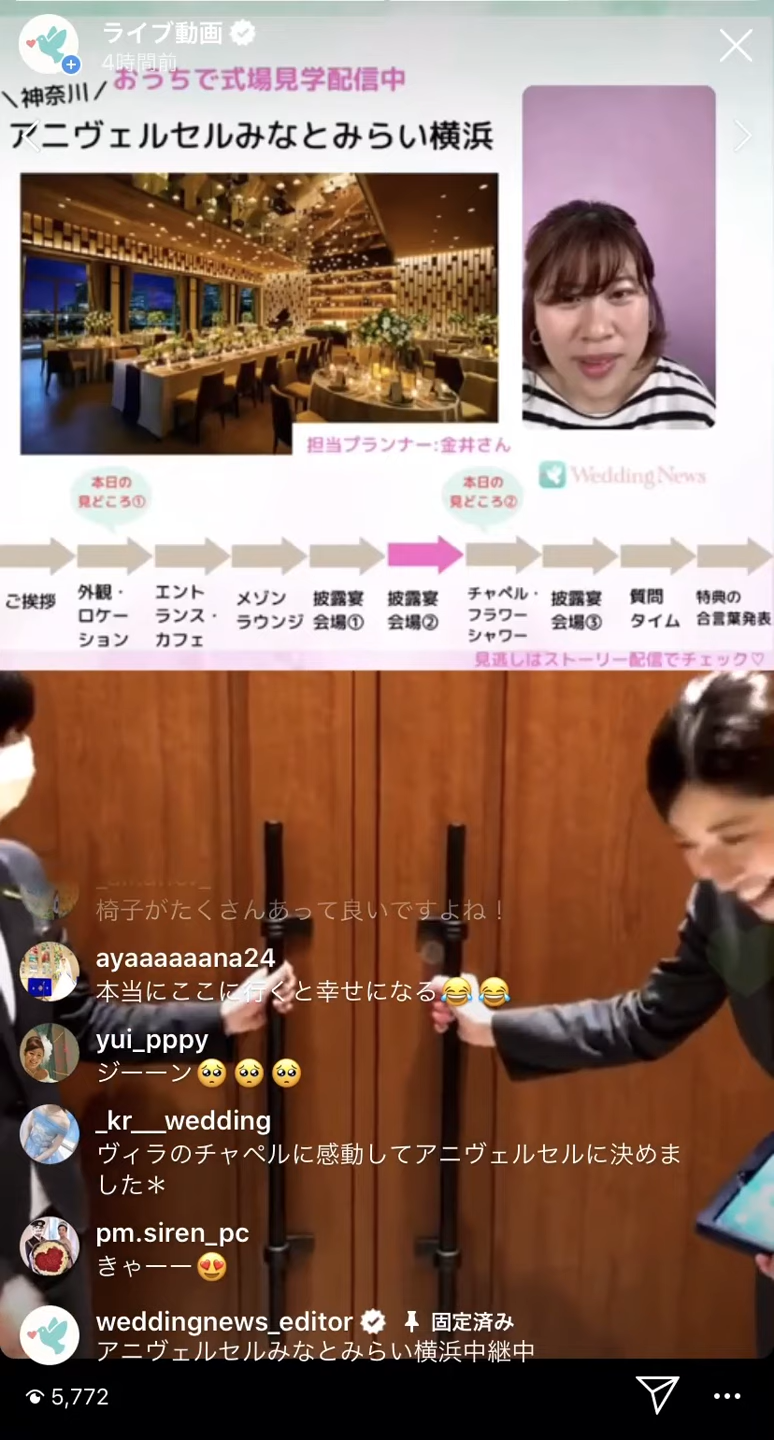 ライブ動画
4時間前
おうちで式場見学配信中
\神奈川/
アニヴェルセルみなとみらい横浜
担当プランナー:金井さん
WeddingNews
本日の
見どころ①
本日の
見どころ②
ご挨拶
外観・
ロケー
ション
エント
ランス・
カフェ
メゾン
ラウンジ
披露宴
会場①
披露宴
会場②
チャペル・
フラワー
シャワー
披露宴
会場③
質問
タイム
特典の
合言葉発表
見逃しはストーリー配信でチェック♡
椅子がたくさんあって良いですよね！
ayaaaaaana24
本当にここに行くと幸せになる😂😂
yui_pppy
ジーーン🥺🥺🥺
_kr___wedding
ヴィラのチャペルに感動してアニヴェルセルに決めま
した＊
pm.siren_pc
きゃーー😍
weddingnews_editor 固定済み
アニヴェルセルみなとみらい横浜中継中
5,772